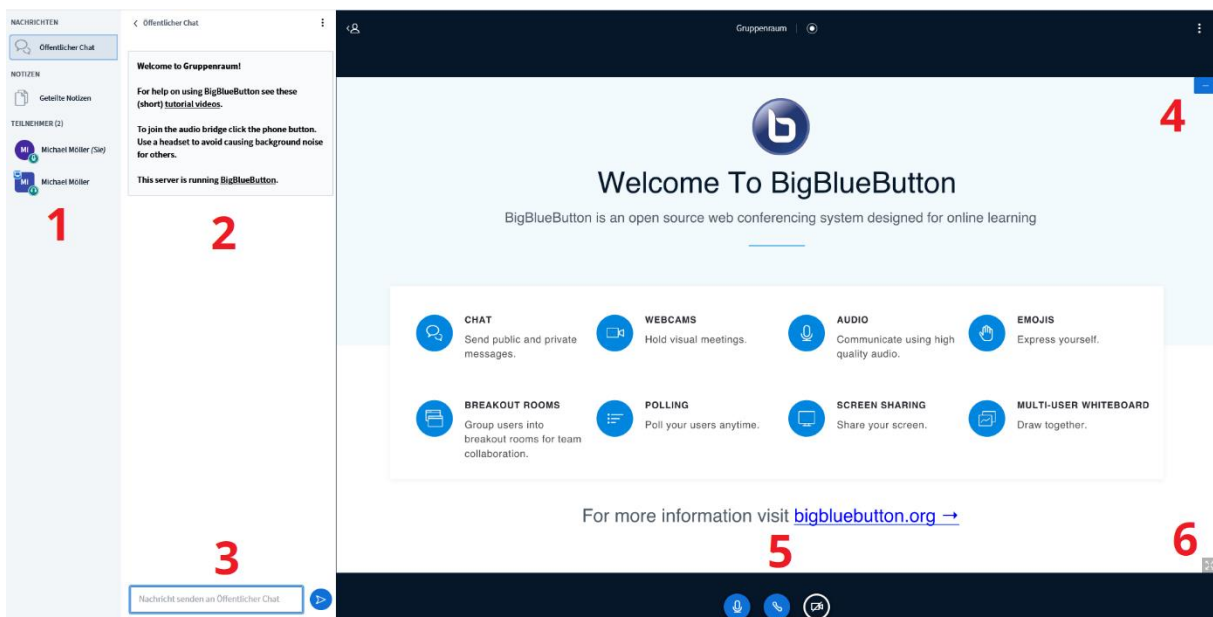 NACHRICHTEN
Öffentlicher Chat
NOTIZEN
Geteilte Notizen
TEILNEHMER (2)
MI Michael Möller (Sie)
MI Michael Möller
1
Öffentlicher Chat
Welcome to Gruppenraum!
For help on using BigBlueButton see these
(short) tutorial videos.
To join the audio bridge click the phone button.
Use a headset to avoid causing background noise
for others.
This server is running BigBlueButton.
2
3
Nachricht senden an Öffentlicher Chat
Gruppenraum
4
b
Welcome To BigBlueButton
BigBlueButton is an open source web conferencing system designed for online learning
CHAT
Send public and private
messages.
WEBCAMS
Hold visual meetings.
AUDIO
Communicate using high
quality audio.
EMOJIS
Express yourself.
BREAKOUT ROOMS
Group users into
breakout rooms for team
collaboration.
POLLING
Poll your users anytime.
SCREEN SHARING
Share your screen.
MULTI-USER WHITEBOARD
Draw together.
For more information visit bigbluebutton.org →
5
6